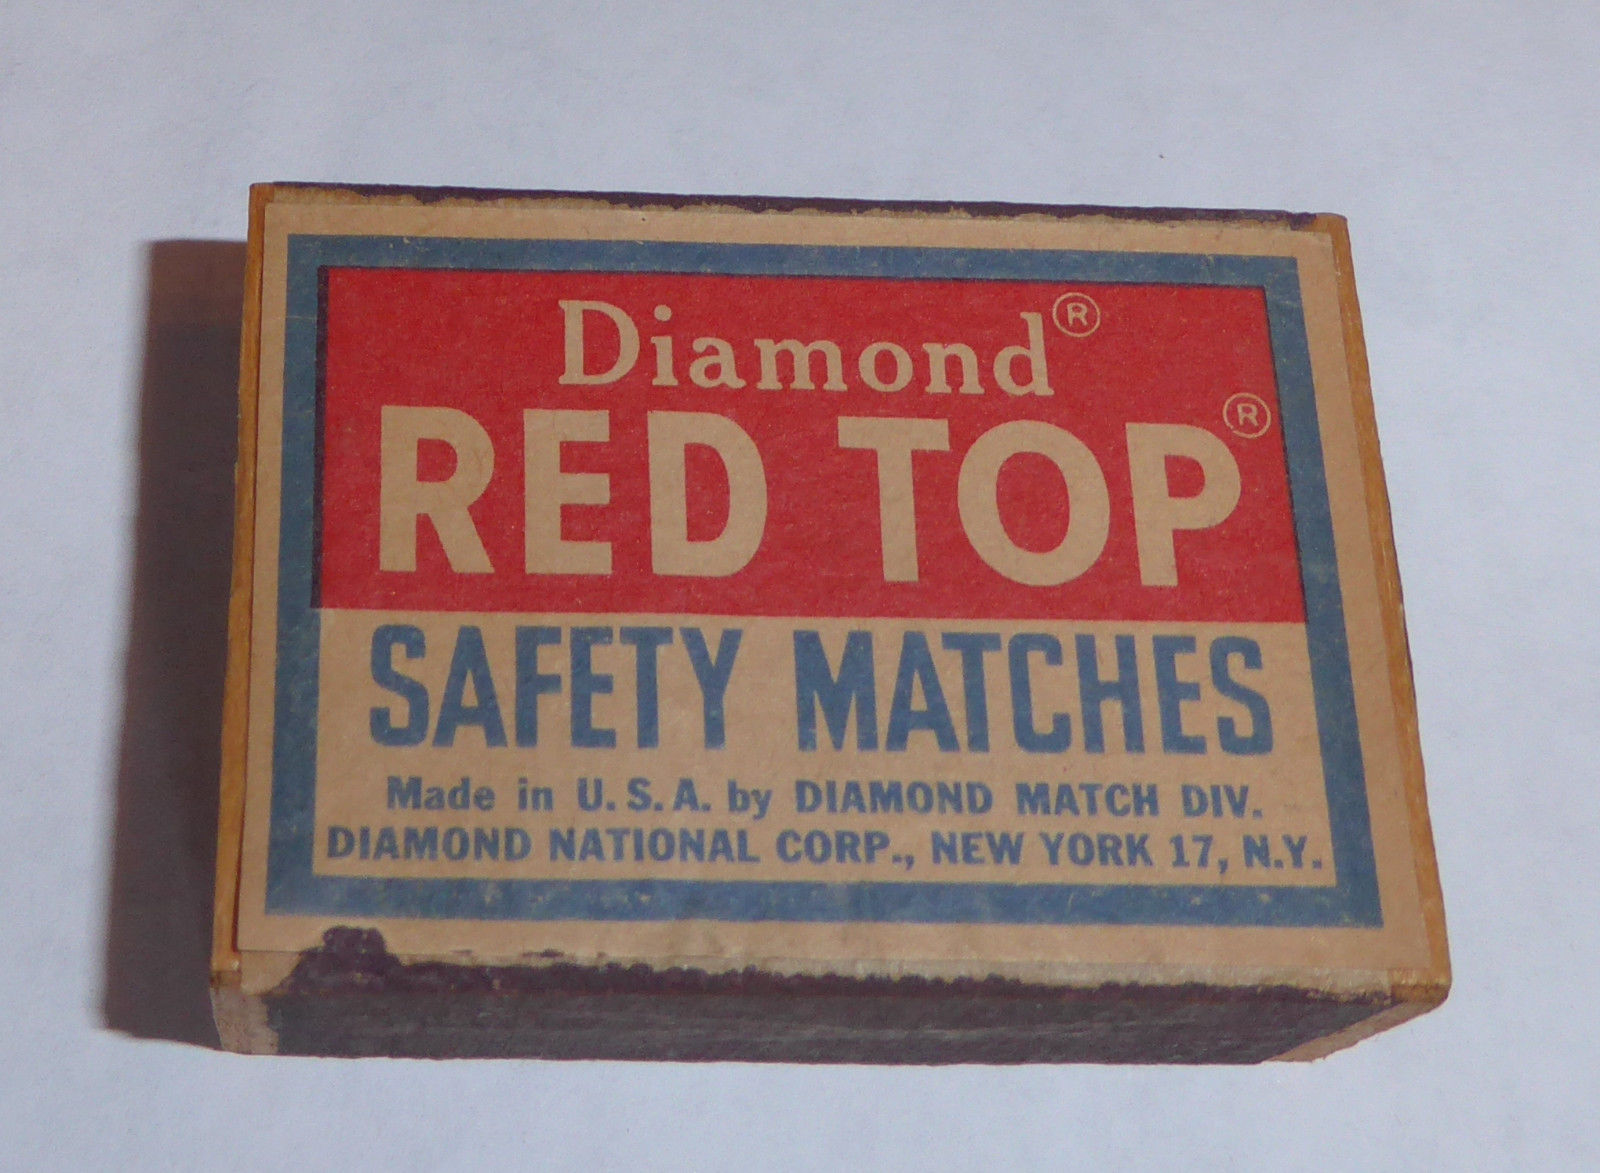 Diamond®
RED TOP®
SAFETY MATCHES
Made in U.S.A. by DIAMOND MATCH DIV.
DIAMOND NATIONAL CORP., NEW YORK 17, N.Y.